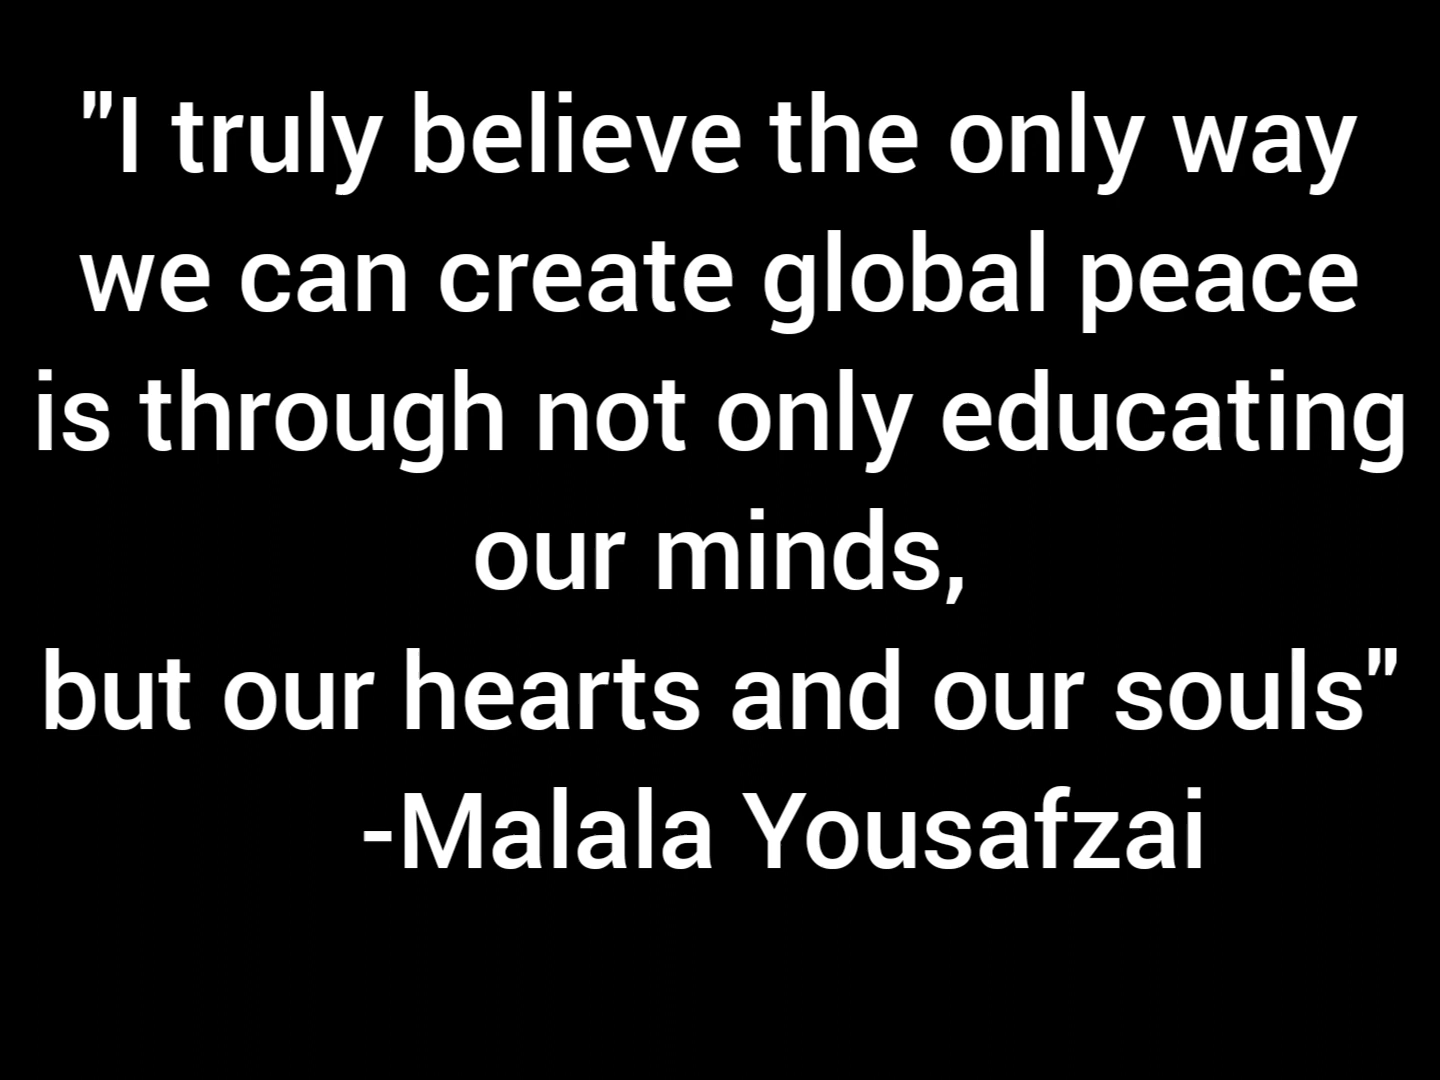 "I truly believe the only way
we can create global peace
is through not only educating
our minds,
but our hearts and our souls"
-Malala Yousafzai